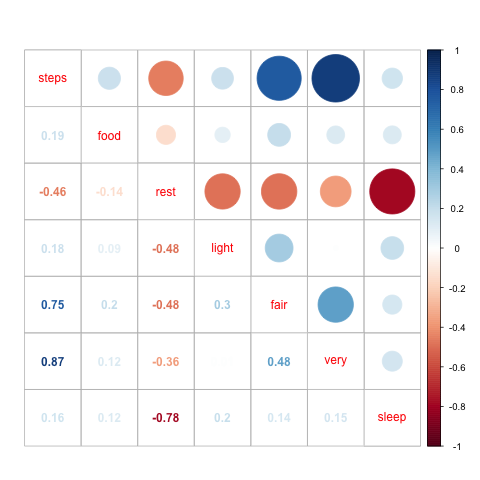 steps
0.19 food
-0.46 -0.14 rest
0.18 0.09 -0.48 light
0.75 0.2 -0.48 0.3 fair
0.87 0.12 -0.36 0.48 very
0.16 0.12 -0.78 0.2 0.14 0.15 sleep
1
0.8
0.6
0.4
0.2
0
-0.2
-0.4
-0.6
-0.8
-1